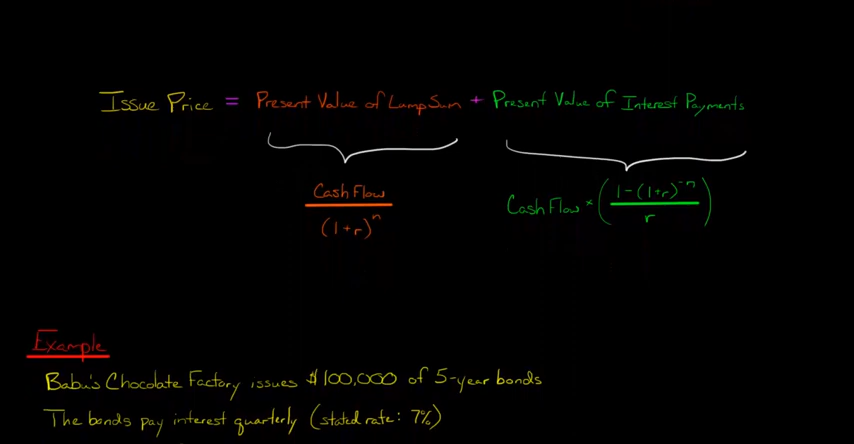 Issue Price = Present Value of Lump Sum + Present Value of Interest Payments
Cash Flow / (1+r)^n
Cash Flow × (1-(1+r)^-n / r)
Example
Babu's Chocolate Factory issues $100,000 of 5-year bonds
The bonds pay interest quarterly (stated rate: 7%)